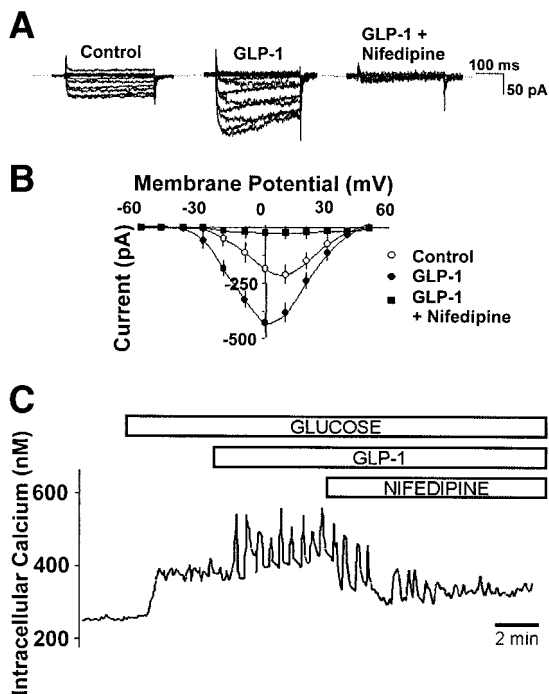 A
Control
GLP-1
GLP-1 +
Nifedipine
100 ms
50 pA
B
Membrane Potential (mV)
-60 -30 0 30 60
Current (pA)
-250
-500
Control
GLP-1
GLP-1
+ Nifedipine
C
GLUCOSE
GLP-1
NIFEDIPINE
Intracellular Calcium (nM)
600
400
200
2 min